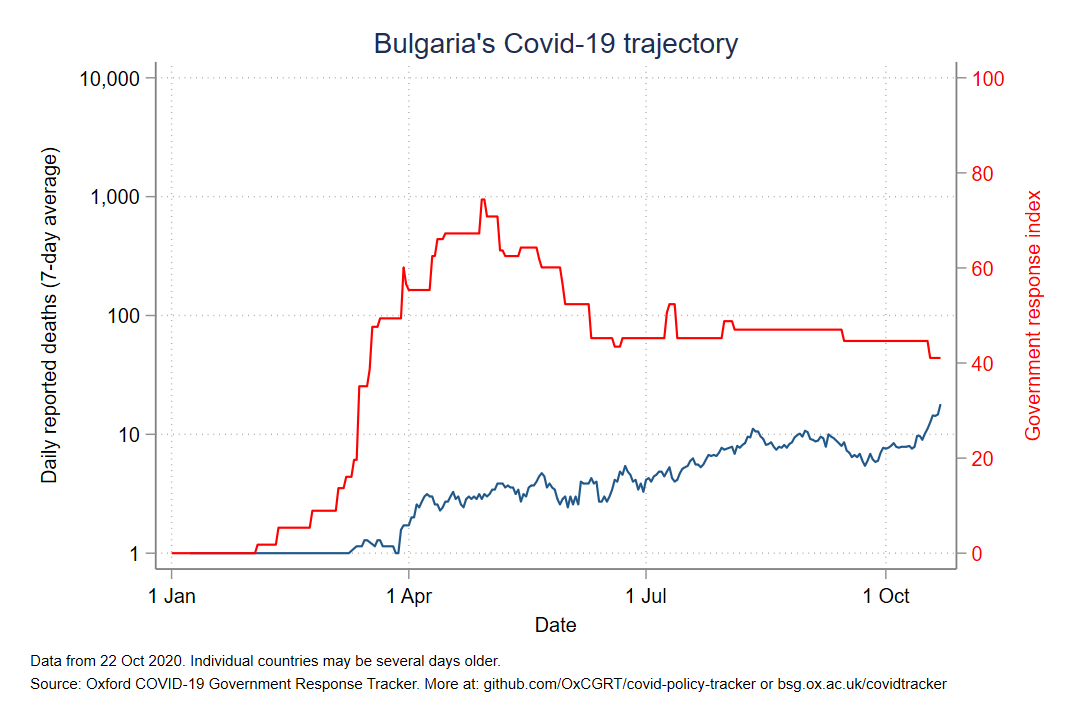 Bulgaria's Covid-19 trajectory
10,000
1,000
100
10
1
Daily reported deaths (7-day average)
100
80
60
40
20
0
Government response index
1 Jan
1 Apr
1 Jul
1 Oct
Date
Data from 22 Oct 2020. Individual countries may be several days older.
Source: Oxford COVID-19 Government Response Tracker. More at: github.com/OxCGRT/covid-policy-tracker or bsg.ox.ac.uk/covidtracker